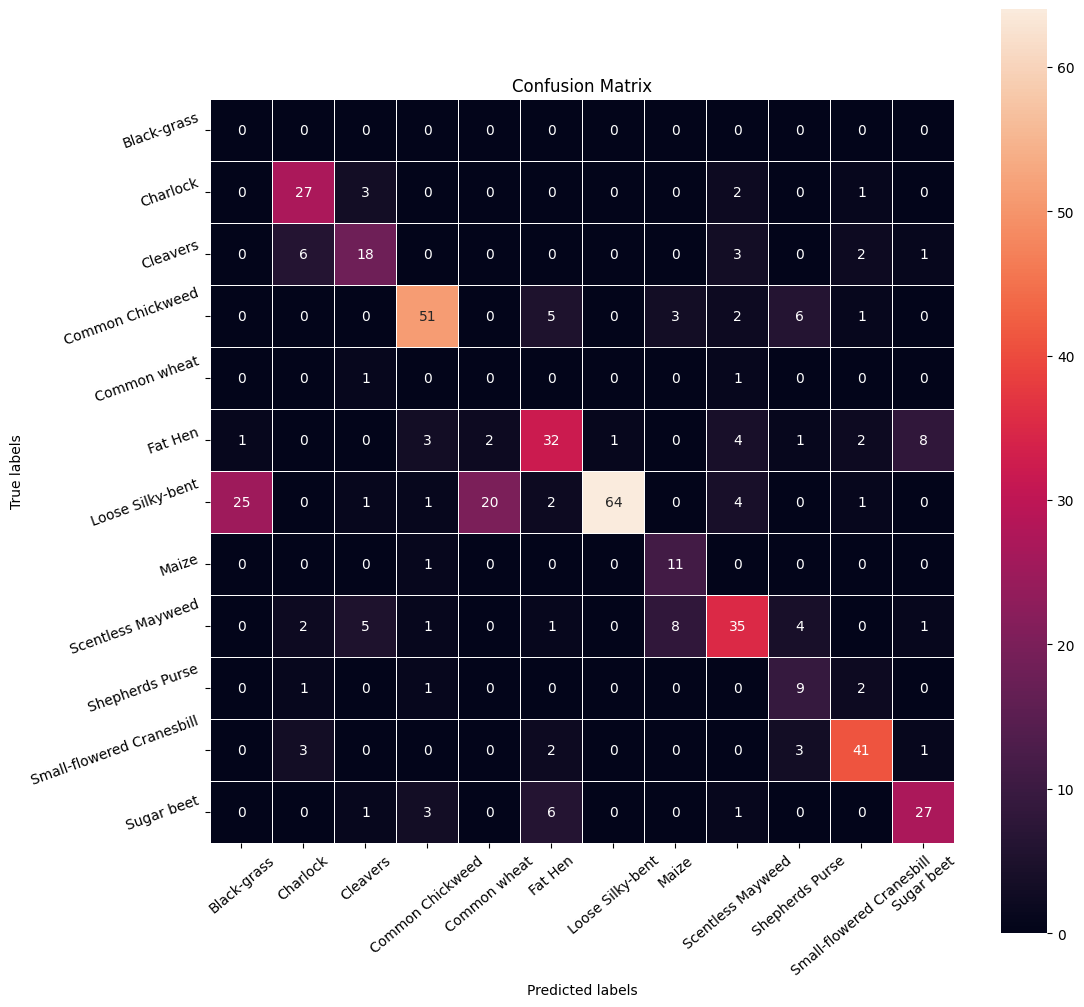 Confusion Matrix
True labels
Black-grass 0 0 0 0 0 0 0 0 0 0 0 0
Charlock 0 27 3 0 0 0 0 0 2 0 1 0
Cleavers 0 6 18 0 0 0 0 0 3 0 2 1
Common Chickweed 0 0 0 51 0 5 0 3 2 6 1 0
Common wheat 0 0 1 0 0 0 0 0 1 0 0 0
Fat Hen 1 0 0 3 2 32 1 0 4 1 2 8
Loose Silky-bent 25 0 1 1 20 2 64 0 4 0 1 0
Maize 0 0 0 1 0 0 0 11 0 0 0 0
Scentless Mayweed 0 2 5 1 0 1 0 8 35 4 0 1
Shepherds Purse 0 1 0 1 0 0 0 0 0 9 2 0
Small-flowered Cranesbill 0 3 0 0 0 2 0 0 0 3 41 1
Sugar beet 0 0 1 3 0 6 0 0 1 0 0 27
Black-grass Charlock Cleavers Common Chickweed Common wheat Fat Hen Loose Silky-bent Maize Scentless Mayweed Shepherds Purse Small-flowered Cranesbill Sugar beet
Predicted labels
60
50
40
30
20
10
0